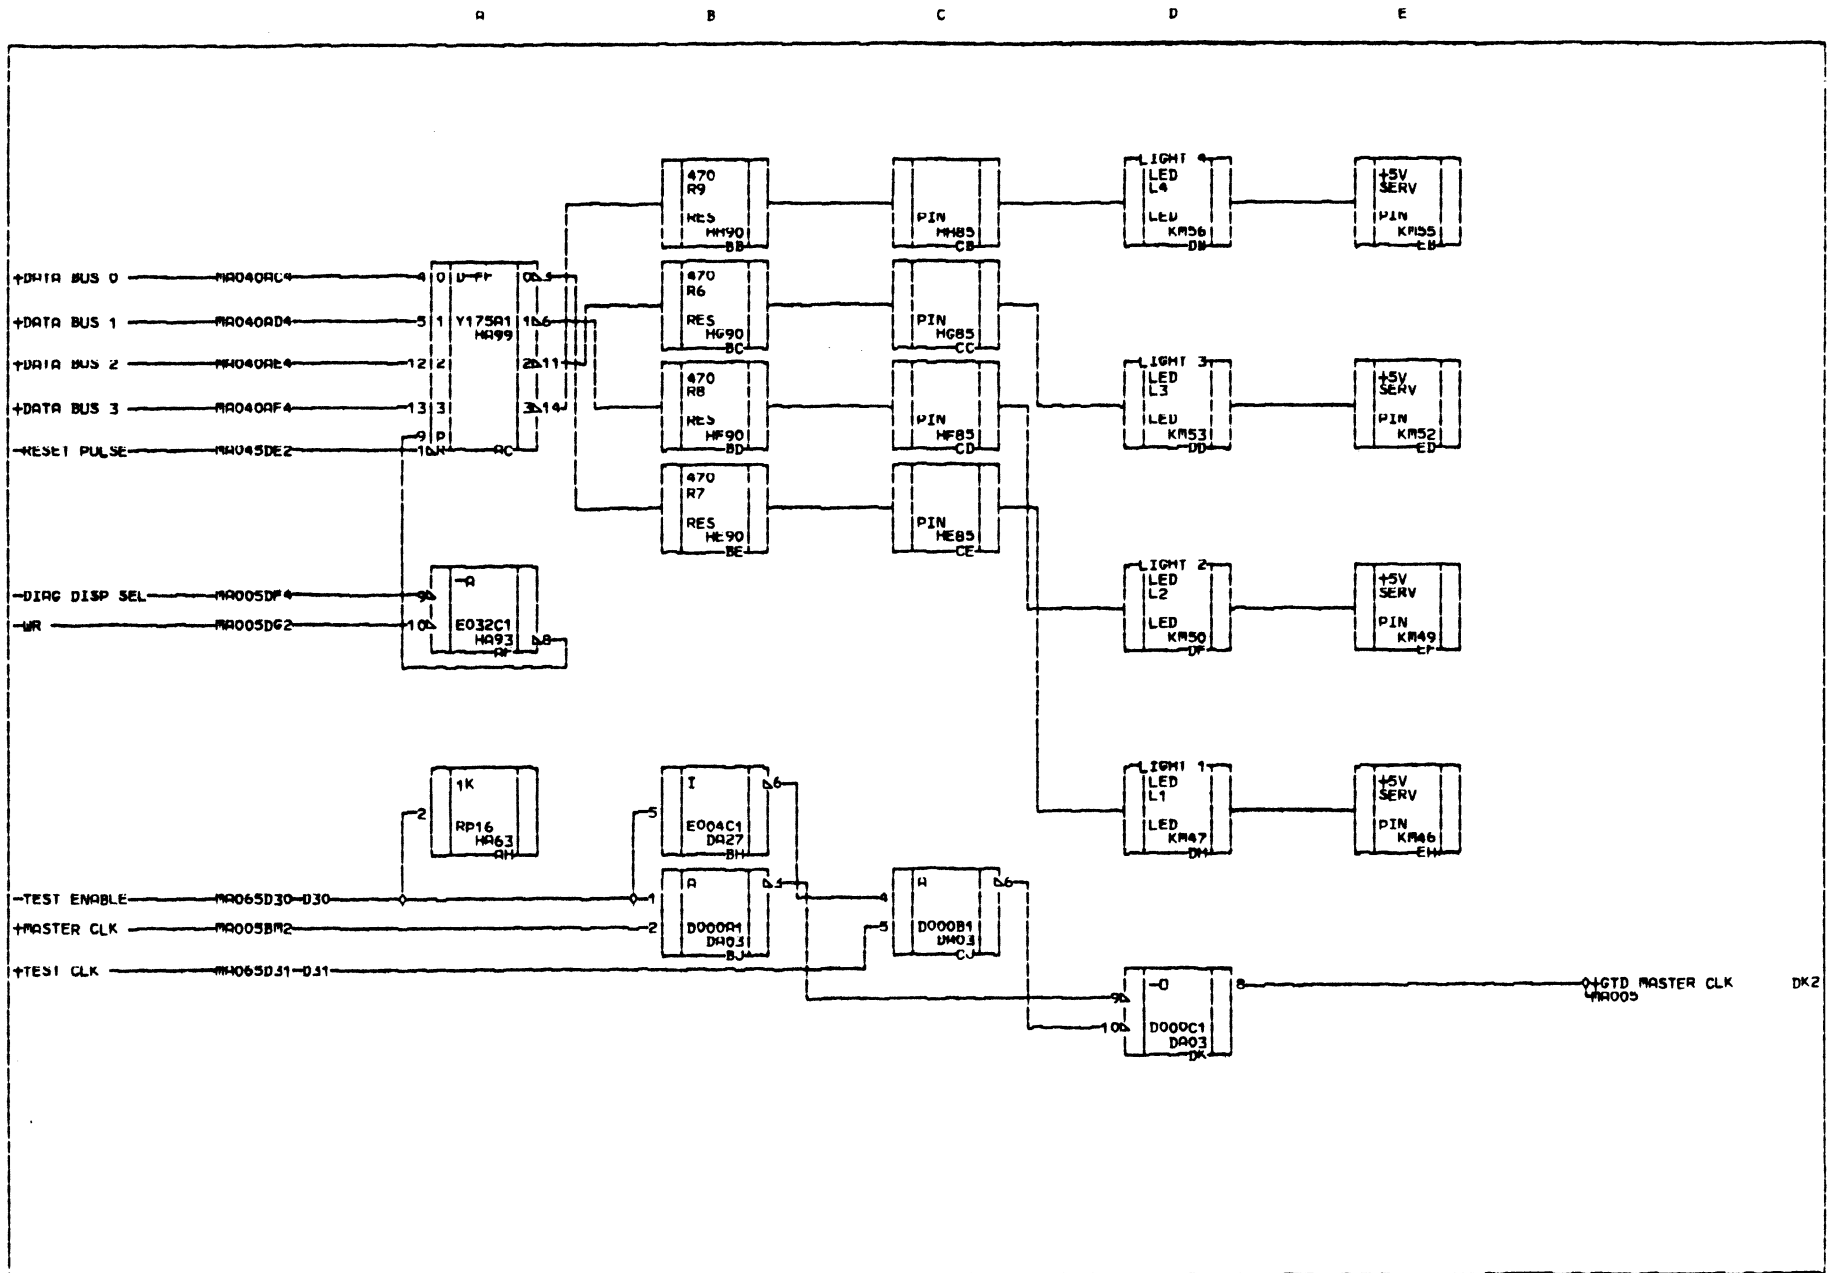 A B C D E
470 R9 RES HH90 BB
PIN HH85 CB
LIGHT 4 LED L4 LED KM56 DB
+5V SERV PIN KM55 EB
+DATA BUS 0 MA040AC4 4 0 D-FF 0 3
470 R6 RES HG90 BC
PIN HG85 CC
+DATA BUS 1 MA040AD4 5 1 Y175A1 1 6
HA99
+DATA BUS 2 MA040AE4 12 2 2 11
470 R8 RES HF90 BD
PIN HF85 CD
LIGHT 3 LED L3 LED KM53 DD
+5V SERV PIN KM52 ED
+DATA BUS 3 MA040AF4 13 3 3 14
9 P
-RESET PULSE MA045DE2 1 R AC
470 R7 RES HE90 BE
PIN HE85 CE
LIGHT 2 LED L2 LED KM50 DF
+5V SERV PIN KM49 EF
-A
-DIAG DISP SEL MA005DF4 9
-WR MA005DG2 10 E032C1 8
HA93
AF
1K 2 RP16 HA63 AH
I 6 5 E04C1 DA27 BH
LIGHT 1 LED L1 LED KM47 DH
+5V SERV PIN KM46 EH
-TEST ENABLE MA065D30-D30 1 A 3
+MASTER CLK MA005BM2 2 D000A1
DA03
BJ
A 6 4 5 D000B1 DA03 CJ
+TEST CLK MA065D31-D31
-O 9 8 10 D000C1 DA03 DK
+GTD MASTER CLK DK2
MA005